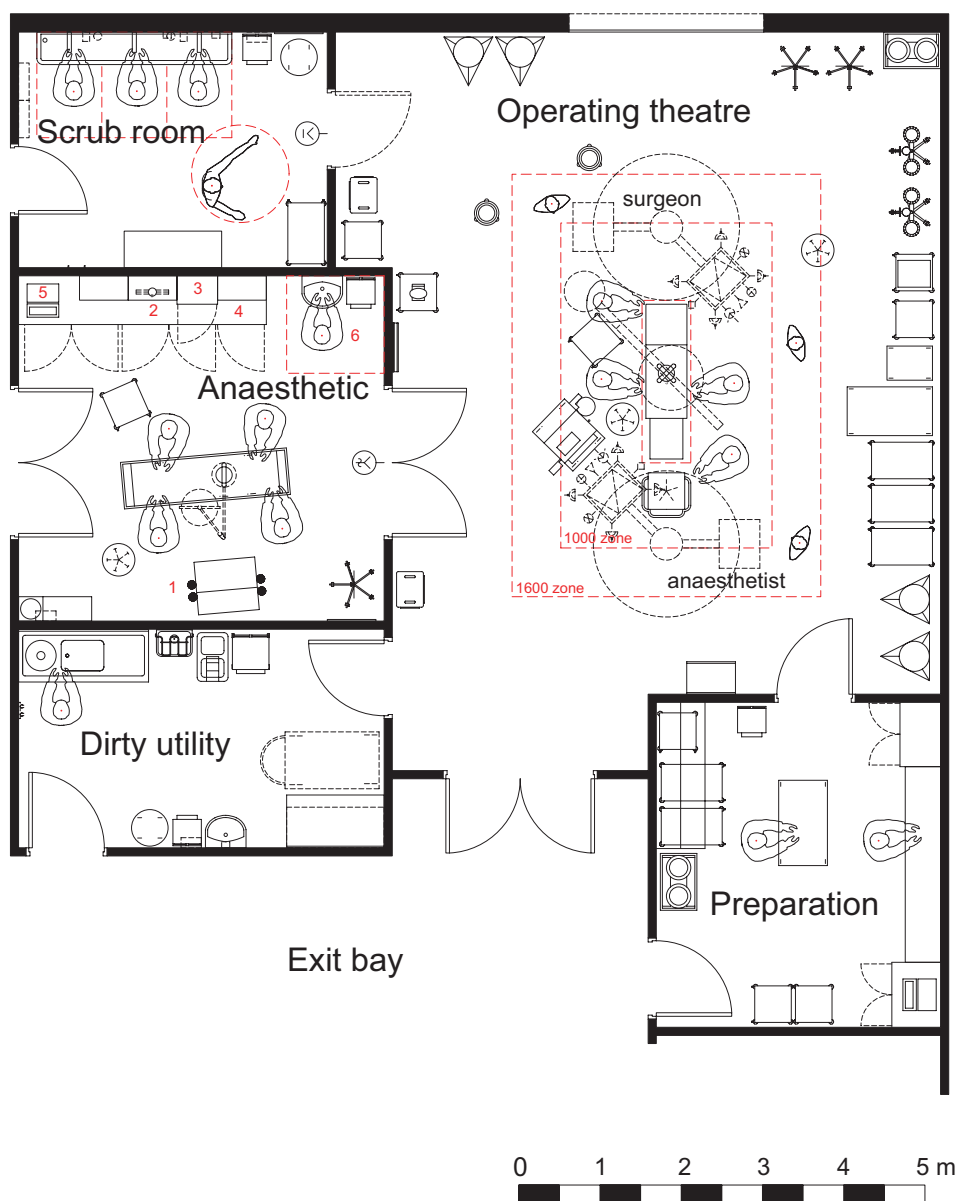 Scrub room
Operating theatre
surgeon
5
3
2
4
6
Anaesthetic
1000 zone
1600 zone
anaesthetist
1
Dirty utility
Preparation
Exit bay
0 1 2 3 4 5 m